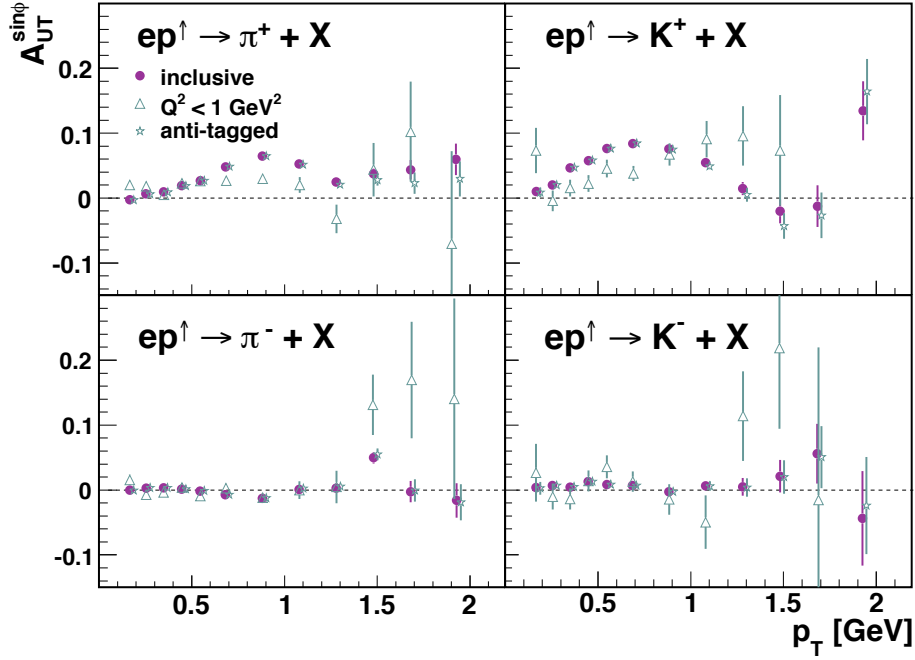 A_UT^sinϕ
ep↑ → π⁺ + X
ep↑ → K⁺ + X
inclusive
Q² < 1 GeV²
anti-tagged
0.2
0.1
0
-0.1
ep↑ → π⁻ + X
ep↑ → K⁻ + X
0.2
0.1
0
-0.1
0.5 1 1.5 2 0.5 1 1.5 2
p_T [GeV]